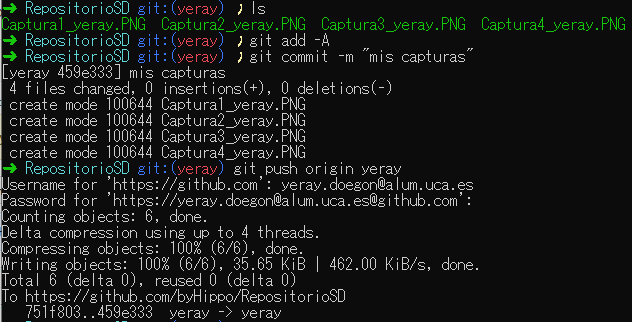 ➜ RepositorioSD git:(yeray) ls
Captura1_yeray.PNG Captura2_yeray.PNG Captura3_yeray.PNG Captura4_yeray.PNG
➜ RepositorioSD git:(yeray) git add -A
➜ RepositorioSD git:(yeray) git commit -m "mis capturas"
[yeray 459e333] mis capturas
4 files changed, 0 insertions(+), 0 deletions(-)
create mode 100644 Captura1_yeray.PNG
create mode 100644 Captura2_yeray.PNG
create mode 100644 Captura3_yeray.PNG
create mode 100644 Captura4_yeray.PNG
➜ RepositorioSD git:(yeray) git push origin yeray
Username for 'https://github.com': yeray.doegon@alum.uca.es
Password for 'https://yeray.doegon@alum.uca.es@github.com':
Counting objects: 6, done.
Delta compression using up to 4 threads.
Compressing objects: 100% (6/6), done.
Writing objects: 100% (6/6), 35.65 KiB | 462.00 KiB/s, done.
Total 6 (delta 0), reused 0 (delta 0)
To https://github.com/byHippo/RepositorioSD
751f803..459e333 yeray -> yeray